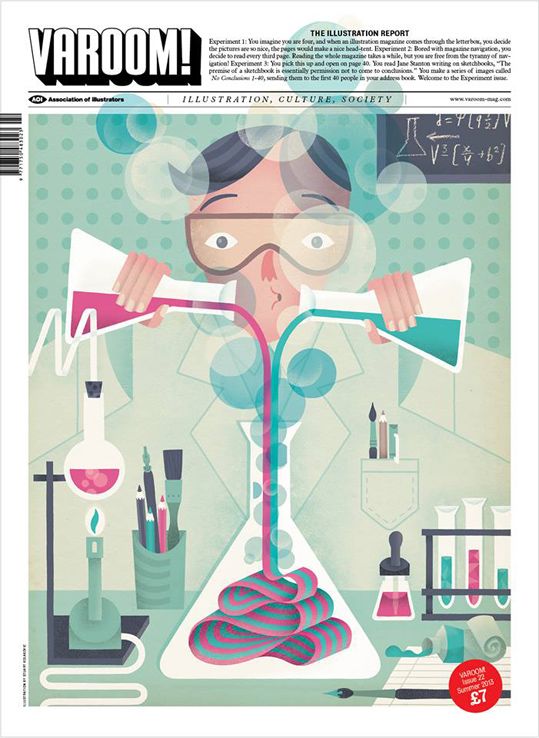 VAROOM!
THE ILLUSTRATION REPORT
Experiment 1: You imagine you are four, and when an illustration magazine comes through the letterbox, you decide
the pictures are so nice, the pages would make a nice head-tent. Experiment 2: Bored with magazine navigation, you
decide to read every third page. Reading the whole magazine takes a while, but you are free from the tyranny of nav-
igation! Experiment 3: You pick this up and open on page 40. You read Jane Stanton writing on sketchbooks, “The
premise of a sketchbook is essentially permission not to come to conclusions.” You make a series of images called
No Conclusions 1–40, sending them to the first 40 people in your address book. Welcome to the Experiment issue.
AOI Association of Illustrators
ILLUSTRATION, CULTURE, SOCIETY
www.varoom-mag.com
VAROOM!
Issue 22
Summer 2013
£7